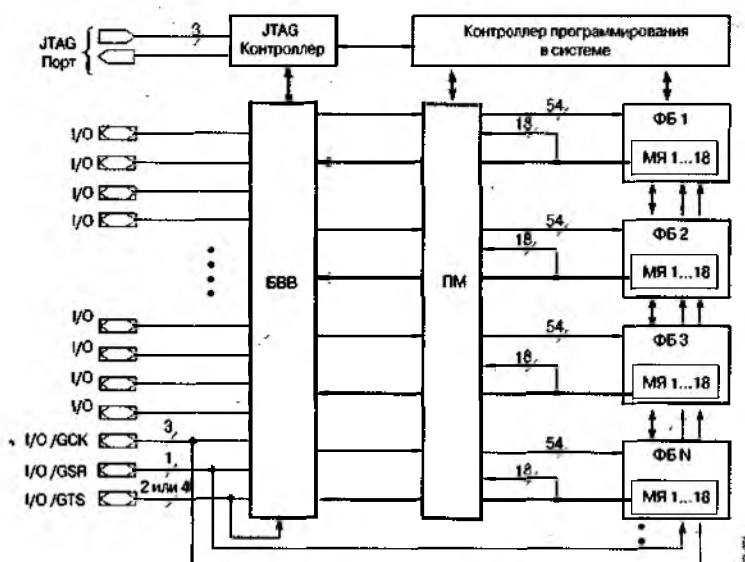 JTAG
Порт
3
JTAG
Контроллер
Контроллер программирования
в системе
I/O
I/O
I/O
I/O
I/O
I/O
I/O
I/O
I/O/GCK
3
I/O/GSR
1
I/O/GTS
2 или 4
БВВ
ПМ
54
18
ФБ 1
МЯ 1...18
54
18
ФБ 2
МЯ 1...18
54
18
ФБ 3
МЯ 1...18
54
18
ФБ N
МЯ 1...18